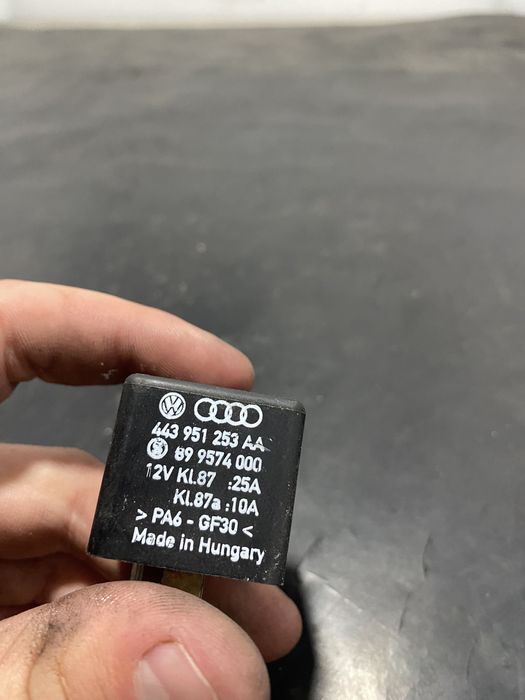 443 951 253 AA
89 9574 000
12V Kl.87 :25A
Kl.87a :10A
> PA6 - GF30 <
Made in Hungary